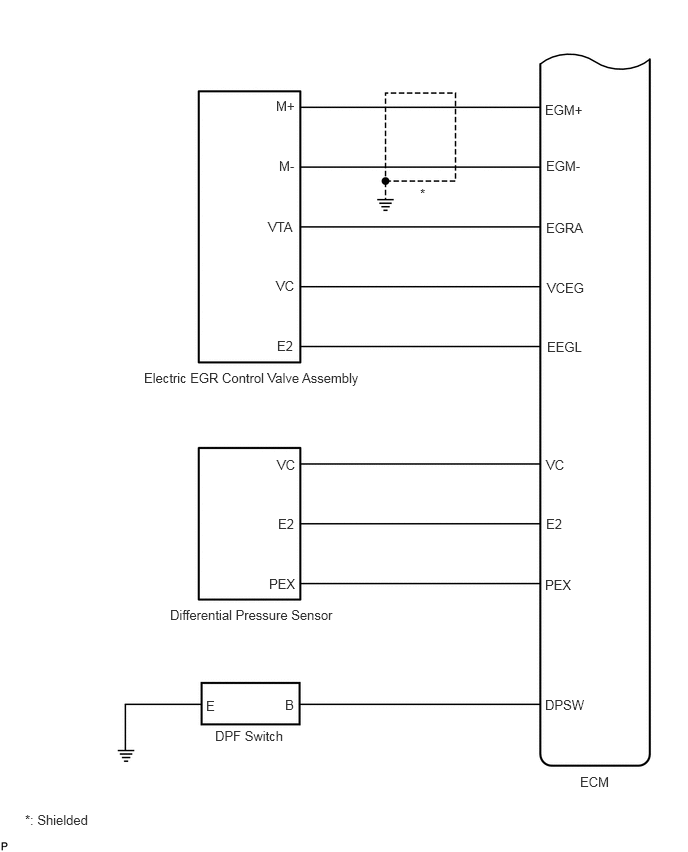 M+ EGM+
M- EGM-
*
VTA EGRA
VC VCEG
E2 EEGL
Electric EGR Control Valve Assembly
VC VC
E2 E2
PEX PEX
Differential Pressure Sensor
E B DPSW
DPF Switch
ECM
*: Shielded
P